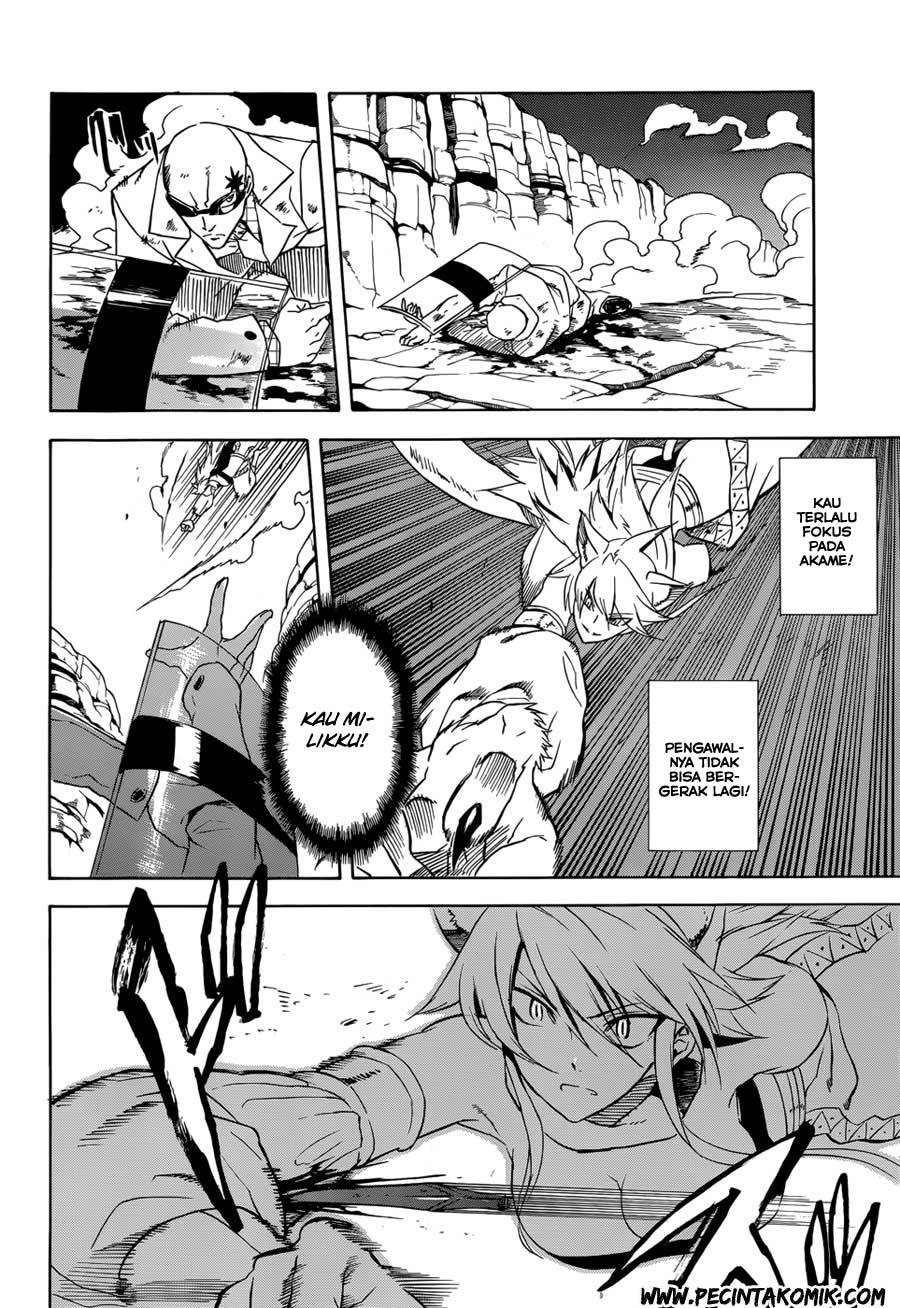 KAU
TERLALU
FOKUS
PADA
AKAME!
PENGAWAL-
NYA TIDAK
BISA BER-
GERAK LAGI!
KAU MI-
LIKKU!
WWW.PECINTAKOMIK.COM